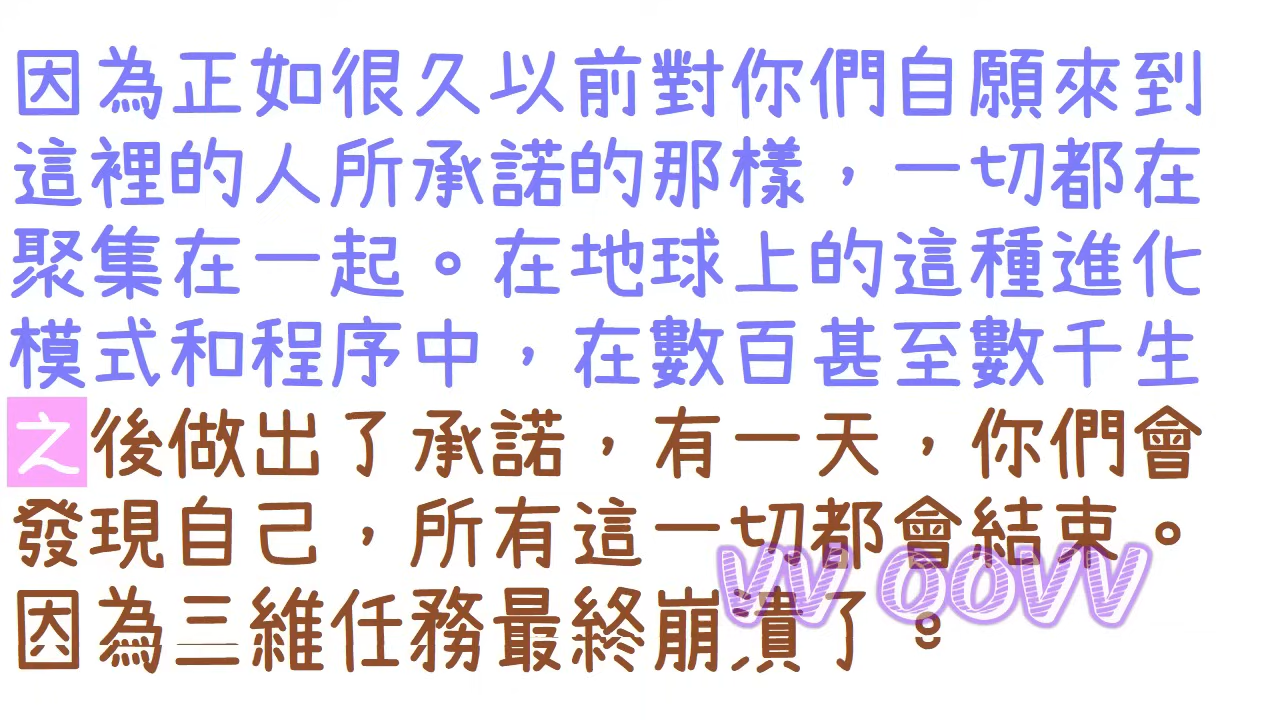 因為正如很久以前對你們自願來到
這裡的人所承諾的那樣，一切都在
聚集在一起。在地球上的這種進化
模式和程序中，在數百甚至數千生
之後做出了承諾，有一天，你們會
發現自己，所有這一切都會結束。
因為三維任務最終崩潰了。
VV OOVV